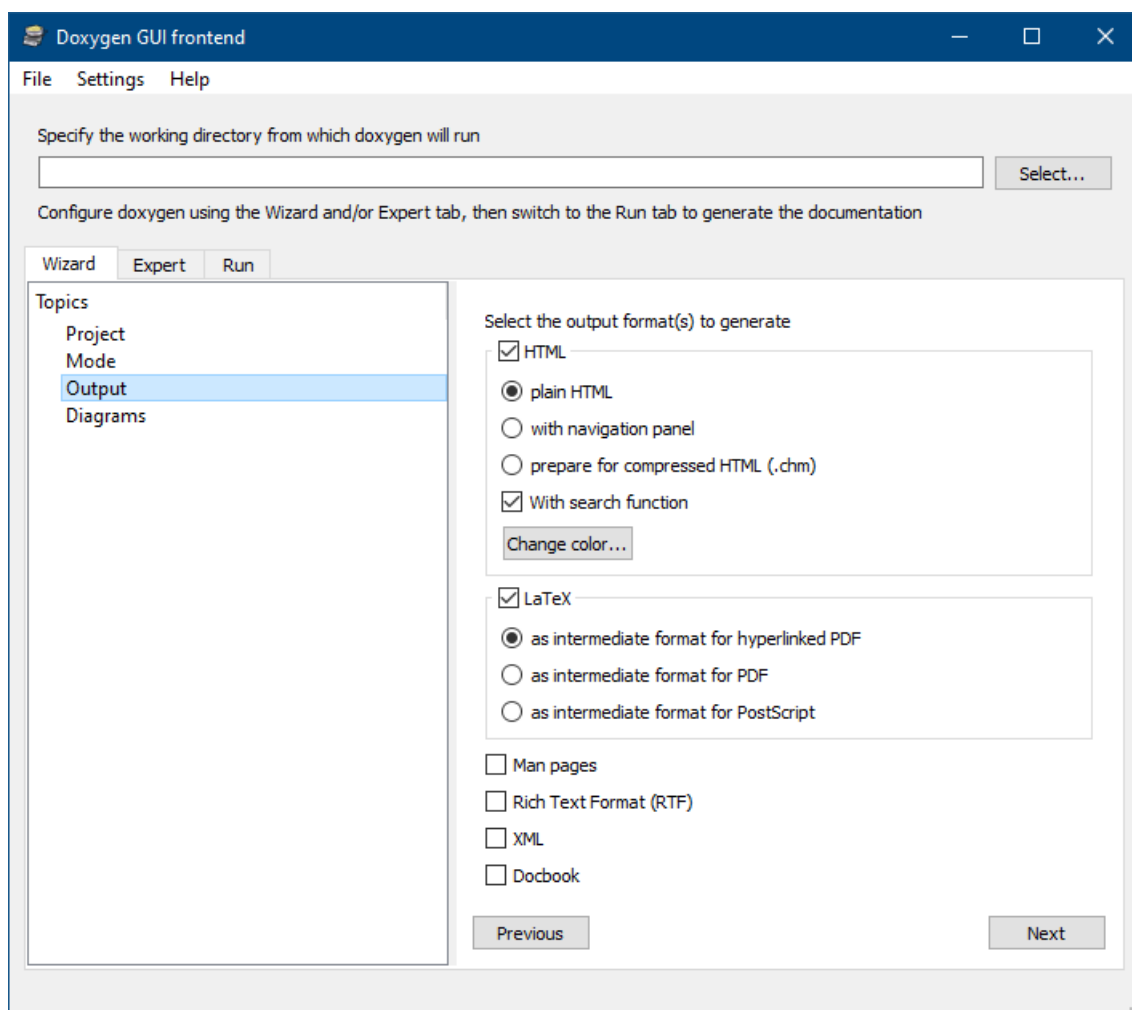 Doxygen GUI frontend
File Settings Help
Specify the working directory from which doxygen will run
Select...
Configure doxygen using the Wizard and/or Expert tab, then switch to the Run tab to generate the documentation
Wizard Expert Run
Topics
Project
Mode
Output
Diagrams
Select the output format(s) to generate
HTML
plain HTML
with navigation panel
prepare for compressed HTML (.chm)
With search function
Change color...
LaTeX
as intermediate format for hyperlinked PDF
as intermediate format for PDF
as intermediate format for PostScript
Man pages
Rich Text Format (RTF)
XML
Docbook
Previous Next